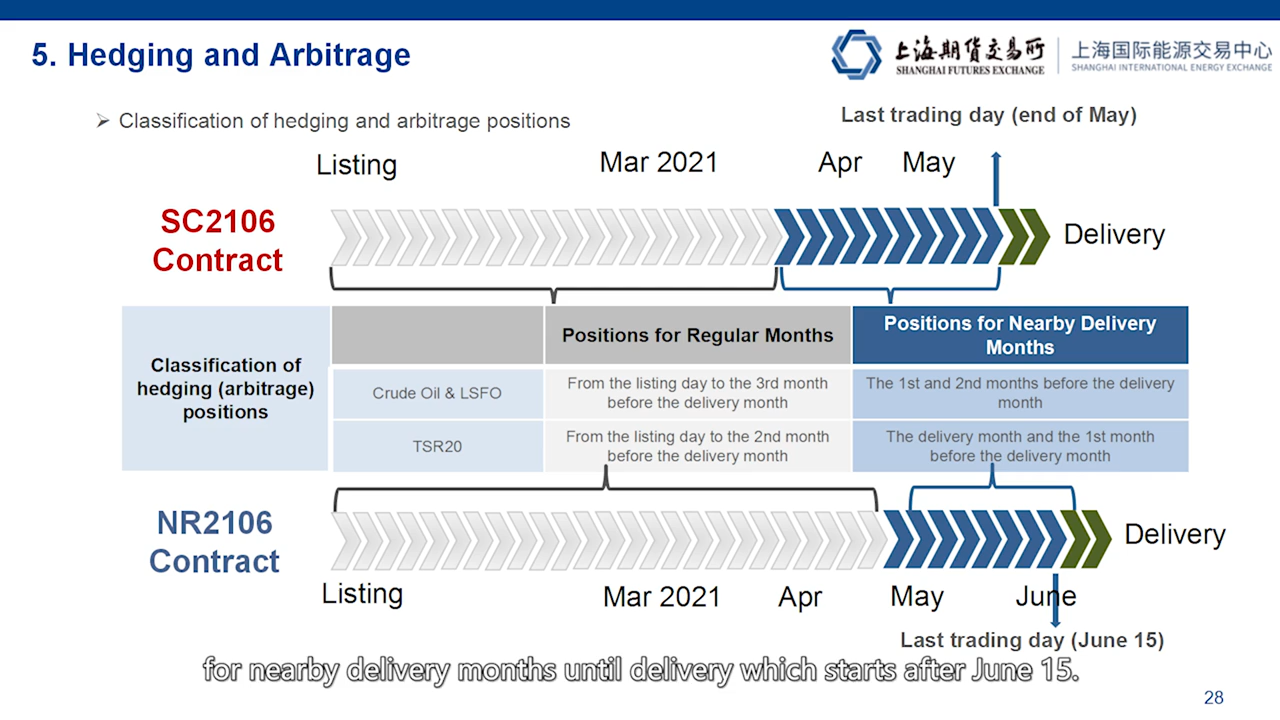 5. Hedging and Arbitrage
上海期货交易所
SHANGHAI FUTURES EXCHANGE
上海国际能源交易中心
SHANGHAI INTERNATIONAL ENERGY EXCHANGE
Classification of hedging and arbitrage positions
Last trading day (end of May)
Listing
Mar 2021
Apr
May
SC2106
Contract
Delivery
Classification of
hedging (arbitrage)
positions
Positions for Regular Months
Positions for Nearby Delivery
Months
Crude Oil & LSFO
From the listing day to the 3rd month
before the delivery month
The 1st and 2nd months before the delivery
month
TSR20
From the listing day to the 2nd month
before the delivery month
The delivery month and the 1st month
before the delivery month
NR2106
Contract
Delivery
Listing
Mar 2021
Apr
May
June
Last trading day (June 15)
for nearby delivery months until delivery which starts after June 15.
28